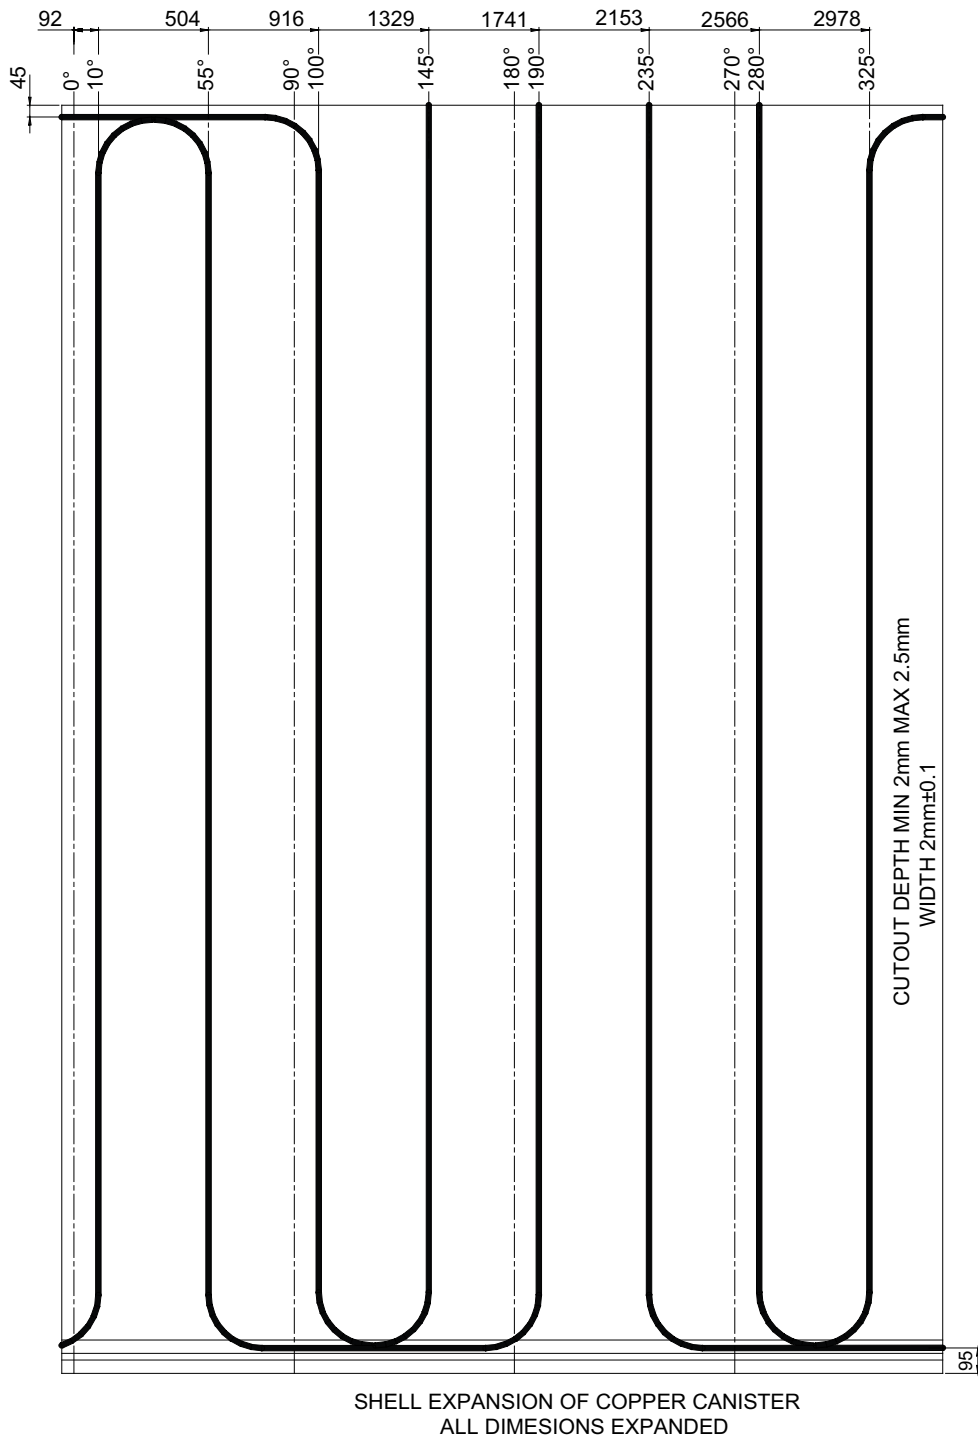 92 504 916 1329 1741 2153 2566 2978
45
0° 10° 55° 90° 100° 145° 180° 190° 235° 270° 280° 325°
CUTOUT DEPTH MIN 2mm MAX 2.5mm
WIDTH 2mm±0.1
95
SHELL EXPANSION OF COPPER CANISTER
ALL DIMESIONS EXPANDED